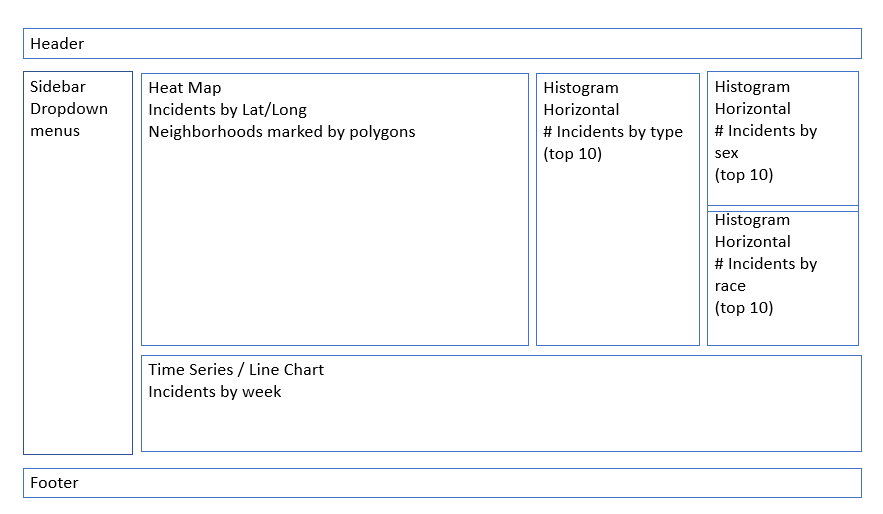 Header
Sidebar
Dropdown
menus
Heat Map
Incidents by Lat/Long
Neighborhoods marked by polygons
Histogram
Horizontal
# Incidents by type
(top 10)
Histogram
Horizontal
# Incidents by
sex
(top 10)
Histogram
Horizontal
# Incidents by
race
(top 10)
Time Series / Line Chart
Incidents by week
Footer